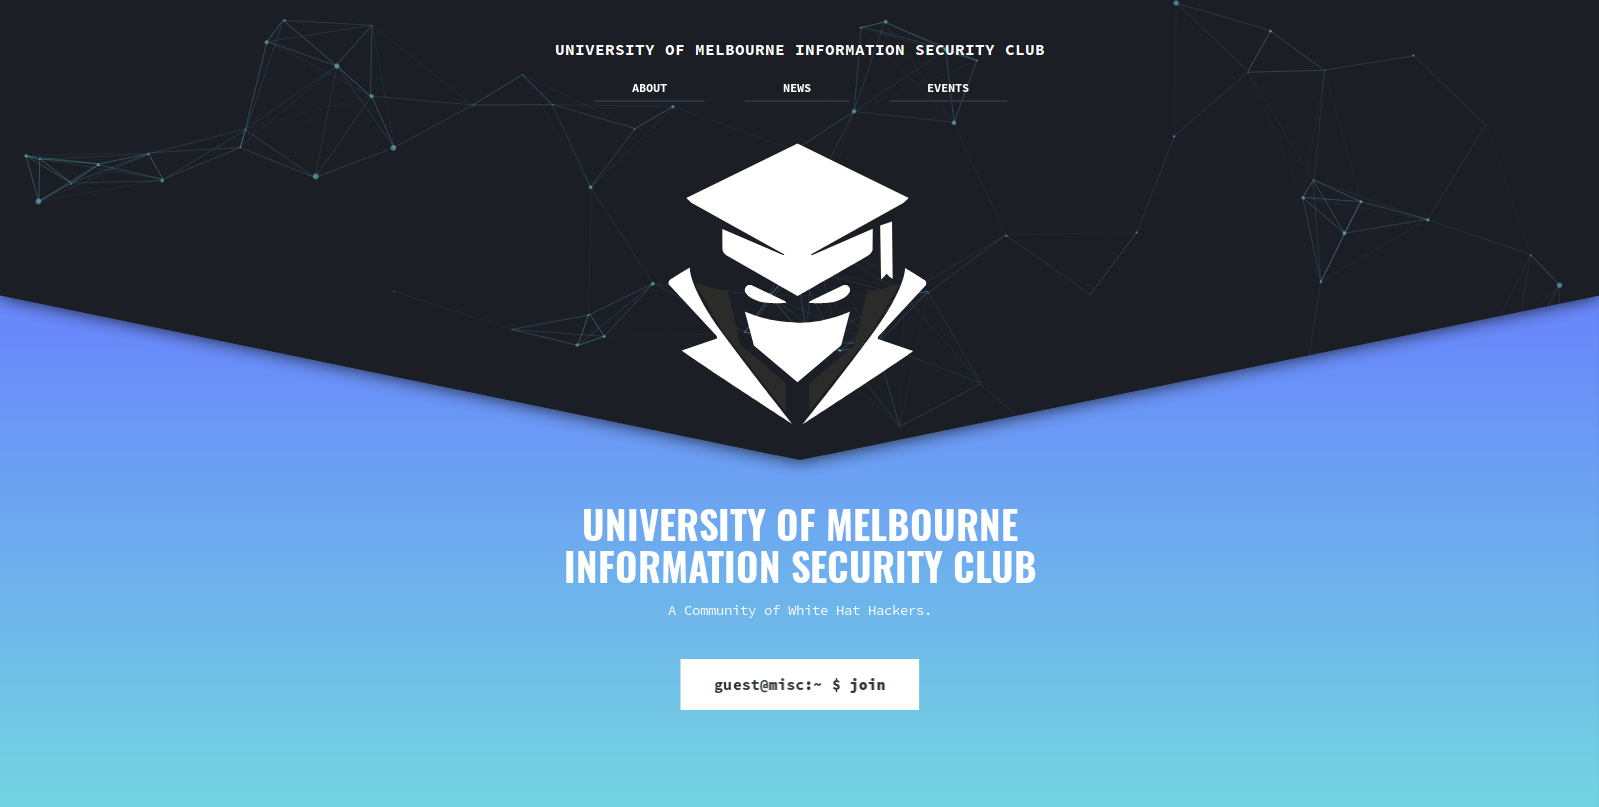 UNIVERSITY OF MELBOURNE INFORMATION SECURITY CLUB
ABOUT NEWS EVENTS
UNIVERSITY OF MELBOURNE
INFORMATION SECURITY CLUB
A Community of White Hat Hackers.
guest@misc:~ $ join